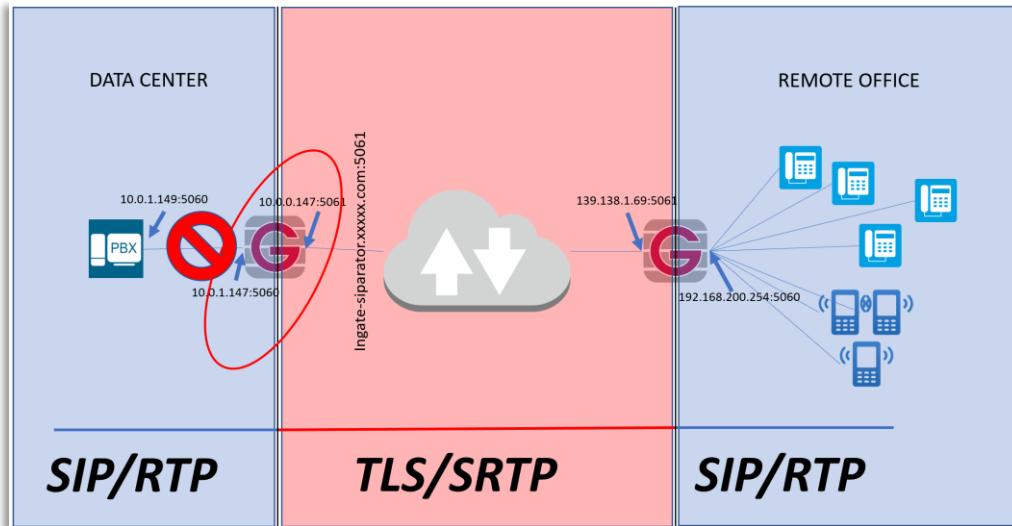 DATA CENTER
REMOTE OFFICE
Ingate-siparator.xxxxx.com:5061
10.0.1.149:5060
10.0.0.147:5061
139.138.1.69:5061
PBX
G
G
10.0.1.147:5060
192.168.200.254:5060
SIP/RTP
TLS/SRTP
SIP/RTP